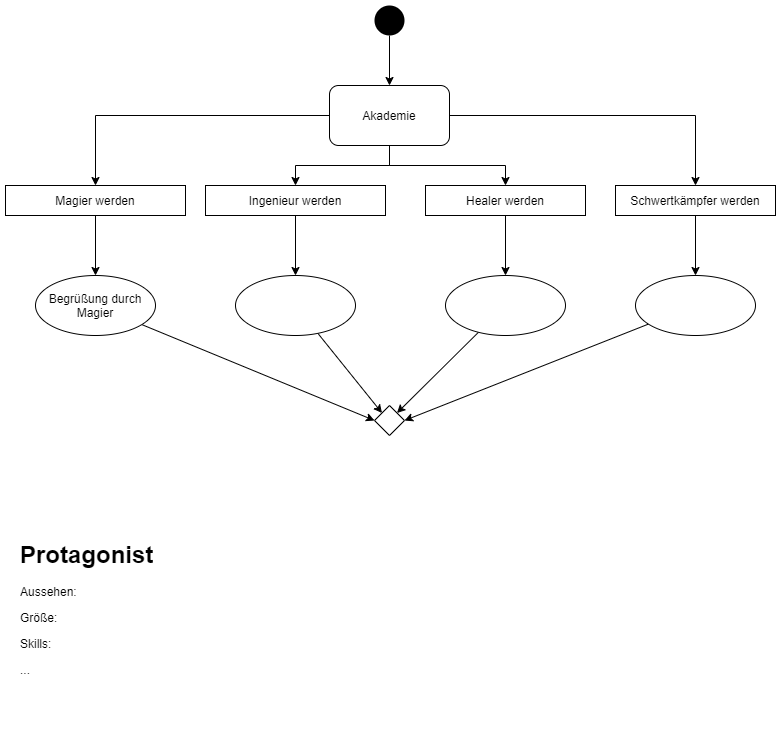 Akademie
Magier werden
Ingenieur werden
Healer werden
Schwertkämpfer werden
Begrüßung durch
Magier
Protagonist
Aussehen:
Größe:
Skills:
...